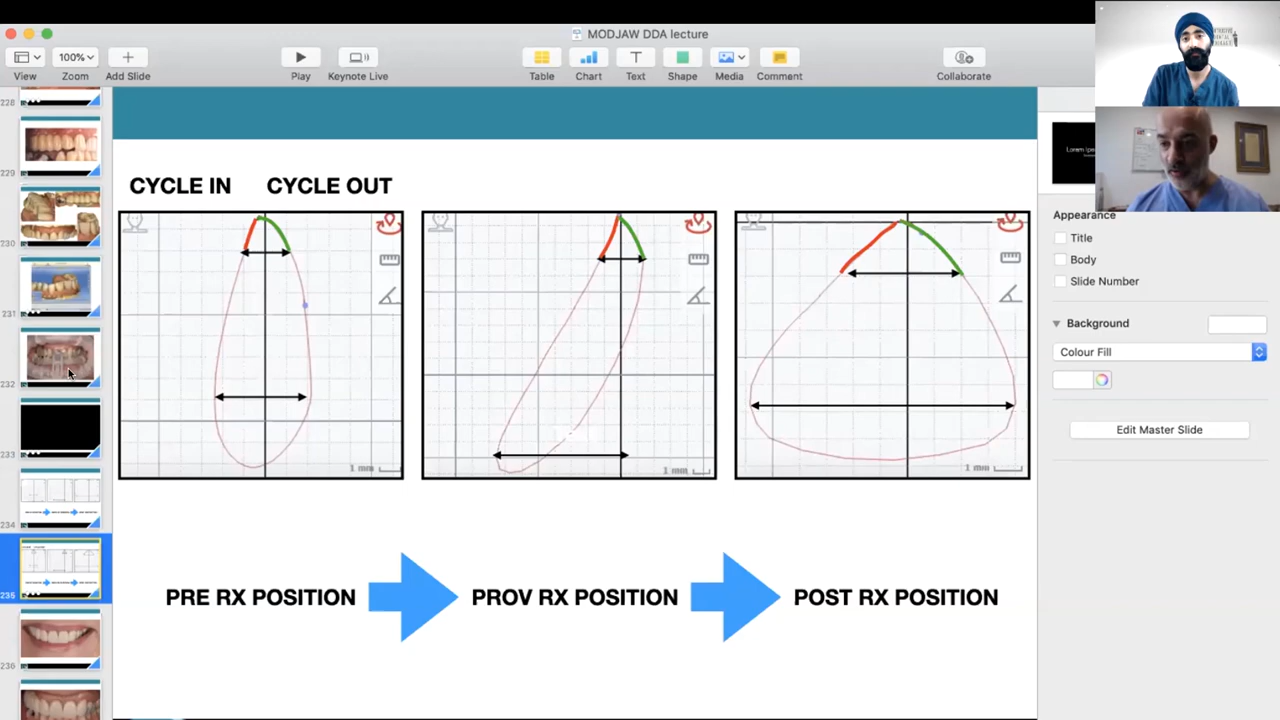 MODJAW DDA lecture
100%
View
Zoom
Add Slide
Play
Keynote Live
Table
Chart
Text
Shape
Media
Comment
Collaborate
228
229
230
231
232
233
234
235
236
CYCLE IN CYCLE OUT
1 mm
1 mm
1 mm
PRE RX POSITION
PROV RX POSITION
POST RX POSITION
Appearance
Title
Body
Slide Number
Background
Colour Fill
Edit Master Slide